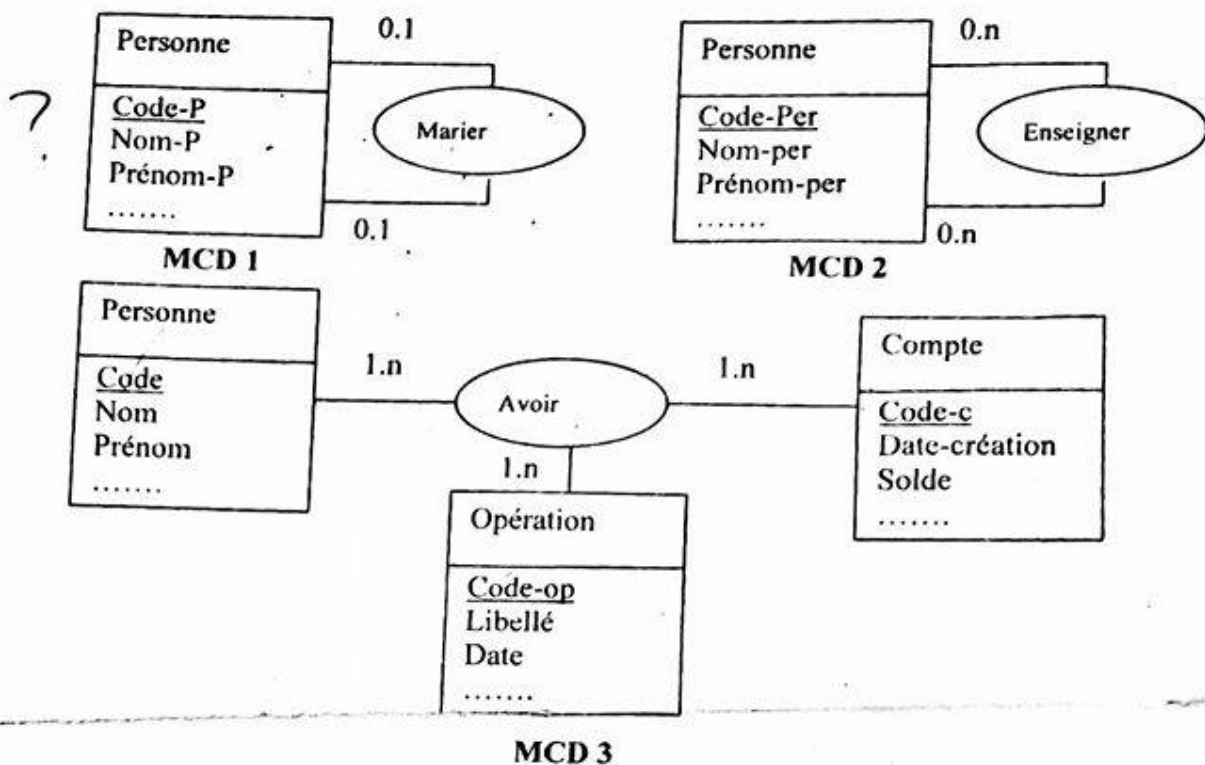 0.1
Personne
?
Code-P
Nom-P
Prénom-P
.......
Marier
0.1
MCD 1
0.n
Personne
Code-Per
Nom-per
Prénom-per
.......
Enseigner
0.n
MCD 2
Personne
Code
Nom
Prénom
.......
1.n
Avoir
1.n
Compte
Code-c
Date-création
Solde
.......
1.n
Opération
Code-op
Libellé
Date
.......
MCD 3